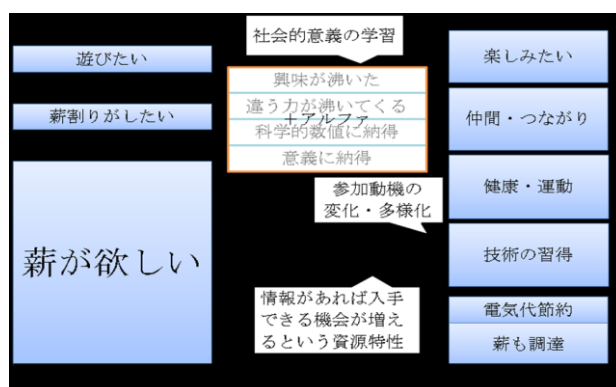 遊びたい
薪割りがしたい
薪が欲しい
社会的意義の学習
興味が沸いた
違う力が沸いてくる
+アルファ
科学的数値に納得
意義に納得
参加動機の
変化・多様化
情報があれば入手
できる機会が増え
るという資源特性
楽しみたい
仲間・つながり
健康・運動
技術の習得
電気代節約
薪も調達